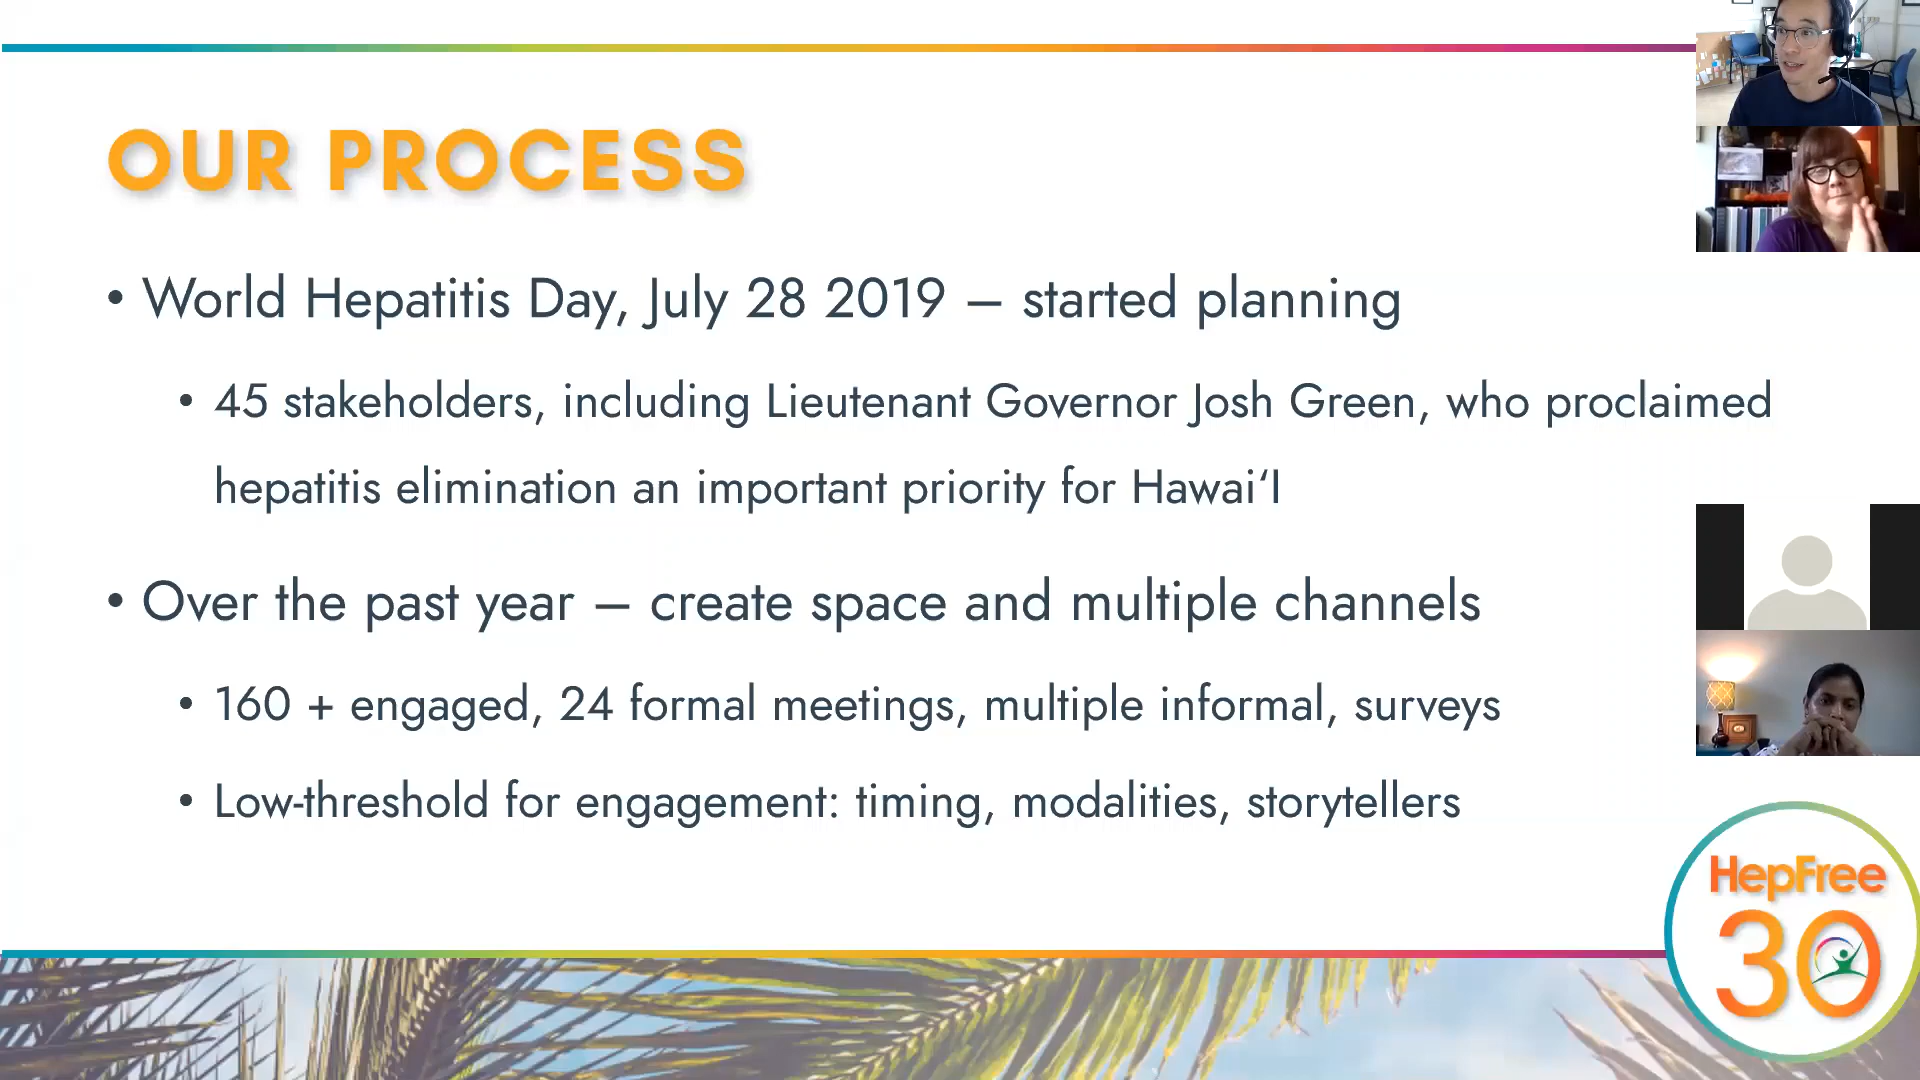 OUR PROCESS
• World Hepatitis Day, July 28 2019 – started planning
• 45 stakeholders, including Lieutenant Governor Josh Green, who proclaimed
hepatitis elimination an important priority for Hawai‘I
• Over the past year – create space and multiple channels
• 160 + engaged, 24 formal meetings, multiple informal, surveys
• Low-threshold for engagement: timing, modalities, storytellers
HepFree
30